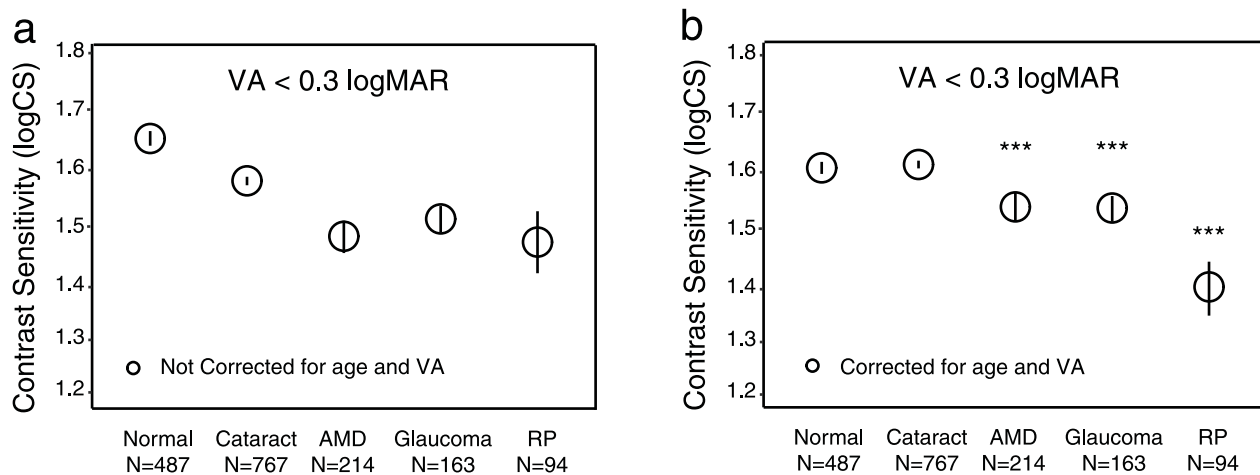 a
VA < 0.3 logMAR
Contrast Sensitivity (logCS)
1.8
1.7
1.6
1.5
1.4
1.3
1.2
Not Corrected for age and VA
Normal Cataract AMD Glaucoma RP
N=487 N=767 N=214 N=163 N=94
b
VA < 0.3 logMAR
Contrast Sensitivity (logCS)
1.8
1.7
1.6
1.5
1.4
1.3
1.2
*** ***
***
Corrected for age and VA
Normal Cataract AMD Glaucoma RP
N=487 N=767 N=214 N=163 N=94